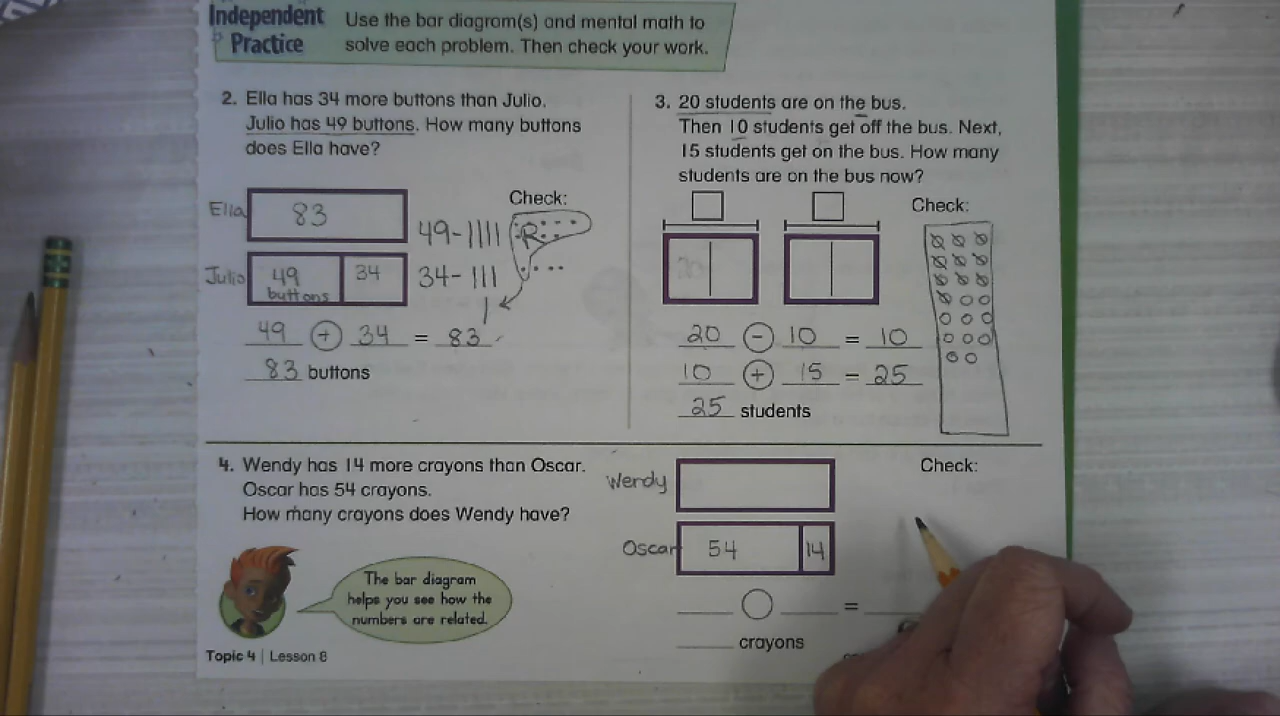 Independent
Practice
Use the bar diagram(s) and mental math to
solve each problem. Then check your work.
2. Ella has 34 more buttons than Julio.
Julio has 49 buttons. How many buttons
does Ella have?
Check:
Ella 83
49-1111 R
Julio 49 34
buttons
34-111
1
49 + 34 = 83
83 buttons
3. 20 students are on the bus.
Then 10 students get off the bus. Next,
15 students get on the bus. How many
students are on the bus now?
Check:
20 - 10 = 10
10 + 15 = 25
25 students
4. Wendy has 14 more crayons than Oscar.
Oscar has 54 crayons.
How many crayons does Wendy have?
Wendy
Oscar 54 14
Check:
=
crayons
The bar diagram
helps you see how the
numbers are related.
Topic 4 | Lesson 8